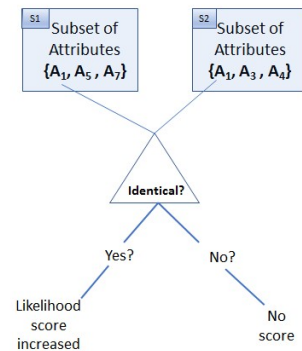 S1
Subset of
Attributes
{A₁, A₅ , A₇}
S2
Subset of
Attributes
{A₁, A₃ , A₄}
Identical?
Yes?
No?
Likelihood
score
increased
No
score